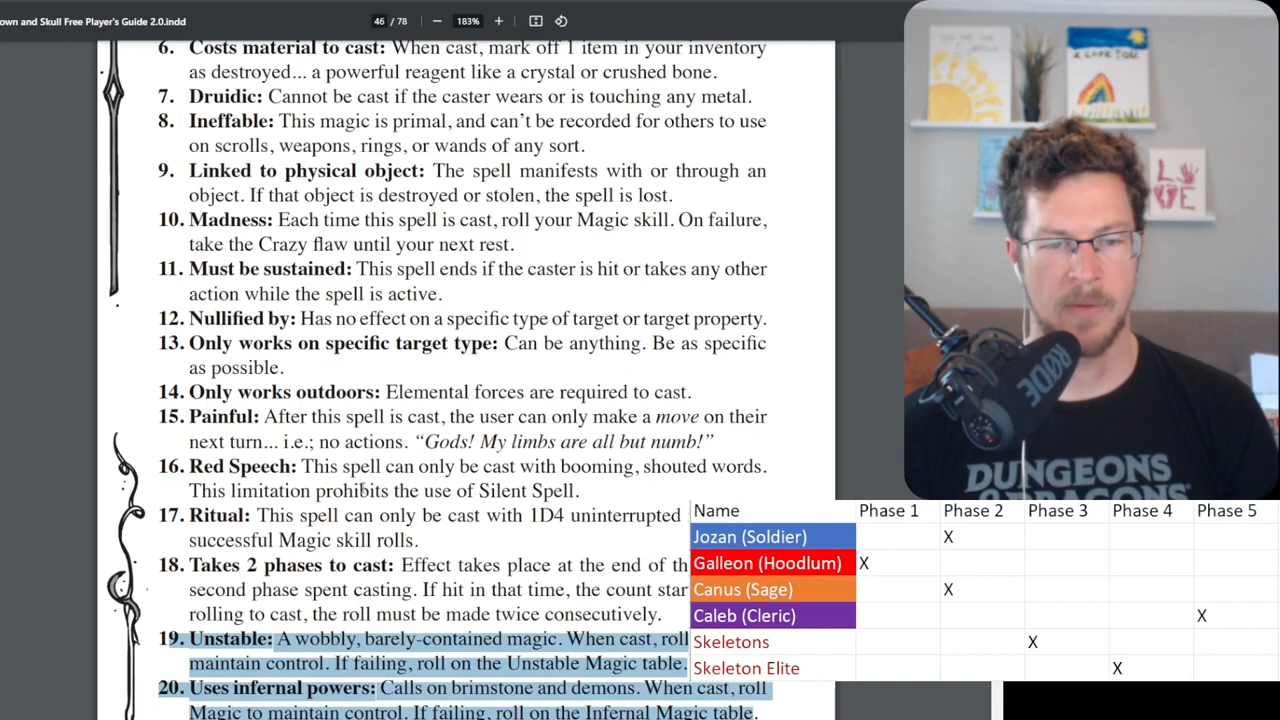 own and Skull Free Player's Guide 2.0.indd
46 / 78
183%
6. Costs material to cast: When cast, mark off 1 item in your inventory
as destroyed... a powerful reagent like a crystal or crushed bone.
7. Druidic: Cannot be cast if the caster wears or is touching any metal.
8. Ineffable: This magic is primal, and can't be recorded for others to use
on scrolls, weapons, rings, or wands of any sort.
9. Linked to physical object: The spell manifests with or through an
object. If that object is destroyed or stolen, the spell is lost.
10. Madness: Each time this spell is cast, roll your Magic skill. On failure,
take the Crazy flaw until your next rest.
11. Must be sustained: This spell ends if the caster is hit or takes any other
action while the spell is active.
12. Nullified by: Has no effect on a specific type of target or target property.
13. Only works on specific target type: Can be anything. Be as specific
as possible.
14. Only works outdoors: Elemental forces are required to cast.
15. Painful: After this spell is cast, the user can only make a move on their
next turn... i.e.; no actions. "Gods! My limbs are all but numb!"
16. Red Speech: This spell can only be cast with booming, shouted words.
This limitation prohibits the use of Silent Spell.
17. Ritual: This spell can only be cast with 1D4 uninterrupted
successful Magic skill rolls.
18. Takes 2 phases to cast: Effect takes place at the end of th
second phase spent casting. If hit in that time, the count star
rolling to cast, the roll must be made twice consecutively.
19. Unstable: A wobbly, barely-contained magic. When cast, roll
maintain control. If failing, roll on the Unstable Magic table.
20. Uses infernal powers: Calls on brimstone and demons. When cast, roll
Magic to maintain control. If failing, roll on the Infernal Magic table.
I LOVE YOU
LOVE
RØDE
DUNGEONS
& DRAGONS
Name Phase 1 Phase 2 Phase 3 Phase 4 Phase 5
Jozan (Soldier) X
Galleon (Hoodlum) X
Canus (Sage) X
Caleb (Cleric) X
Skeletons X
Skeleton Elite X